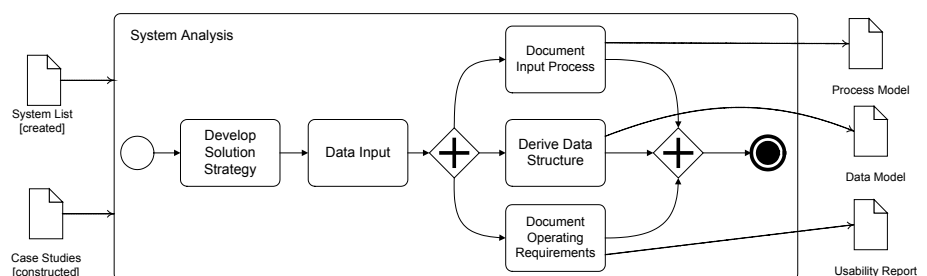 System Analysis
System List
[created]
Case Studies
[constructed]
Develop
Solution
Strategy
Data Input
Document
Input Process
Derive Data
Structure
Document
Operating
Requirements
Process Model
Data Model
Usability Report